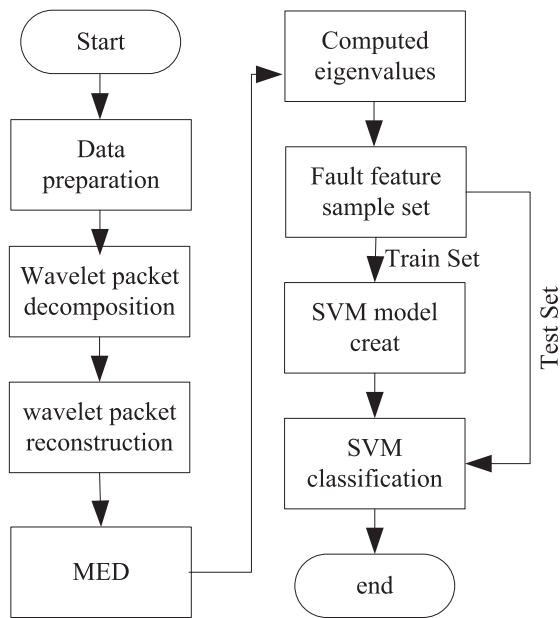 Start
Data
preparation
Wavelet packet
decomposition
wavelet packet
reconstruction
MED
Computed
eigenvalues
Fault feature
sample set
Train Set
Test Set
SVM model
creat
SVM
classification
end